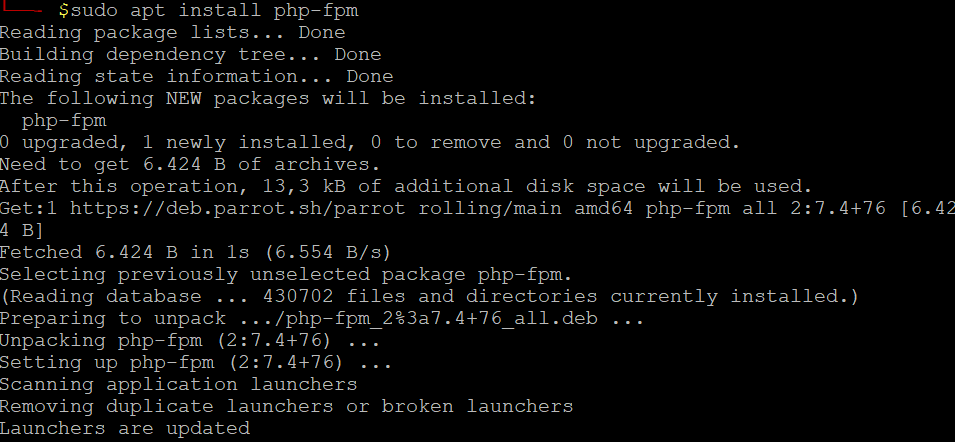 $sudo apt install php-fpm
Reading package lists... Done
Building dependency tree... Done
Reading state information... Done
The following NEW packages will be installed:
  php-fpm
0 upgraded, 1 newly installed, 0 to remove and 0 not upgraded.
Need to get 6.424 B of archives.
After this operation, 13,3 kB of additional disk space will be used.
Get:1 https://deb.parrot.sh/parrot rolling/main amd64 php-fpm all 2:7.4+76 [6.42
4 B]
Fetched 6.424 B in 1s (6.554 B/s)
Selecting previously unselected package php-fpm.
(Reading database ... 430702 files and directories currently installed.)
Preparing to unpack .../php-fpm_2%3a7.4+76_all.deb ...
Unpacking php-fpm (2:7.4+76) ...
Setting up php-fpm (2:7.4+76) ...
Scanning application launchers
Removing duplicate launchers or broken launchers
Launchers are updated